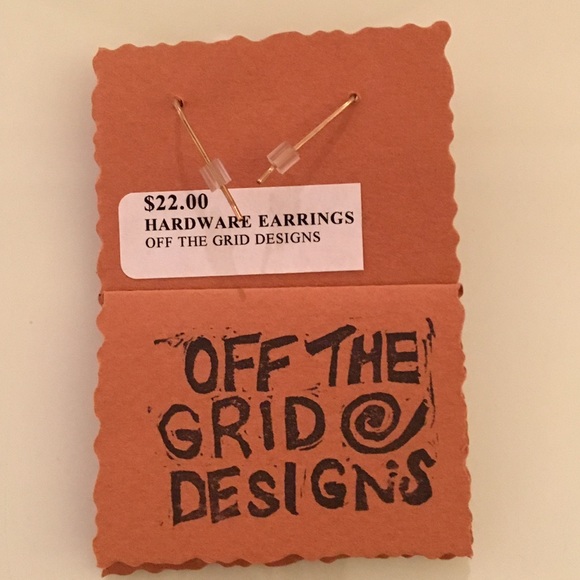 $22.00
HARDWARE EARRINGS
OFF THE GRID DESIGNS
OFF THE
GRID
DESIGNS